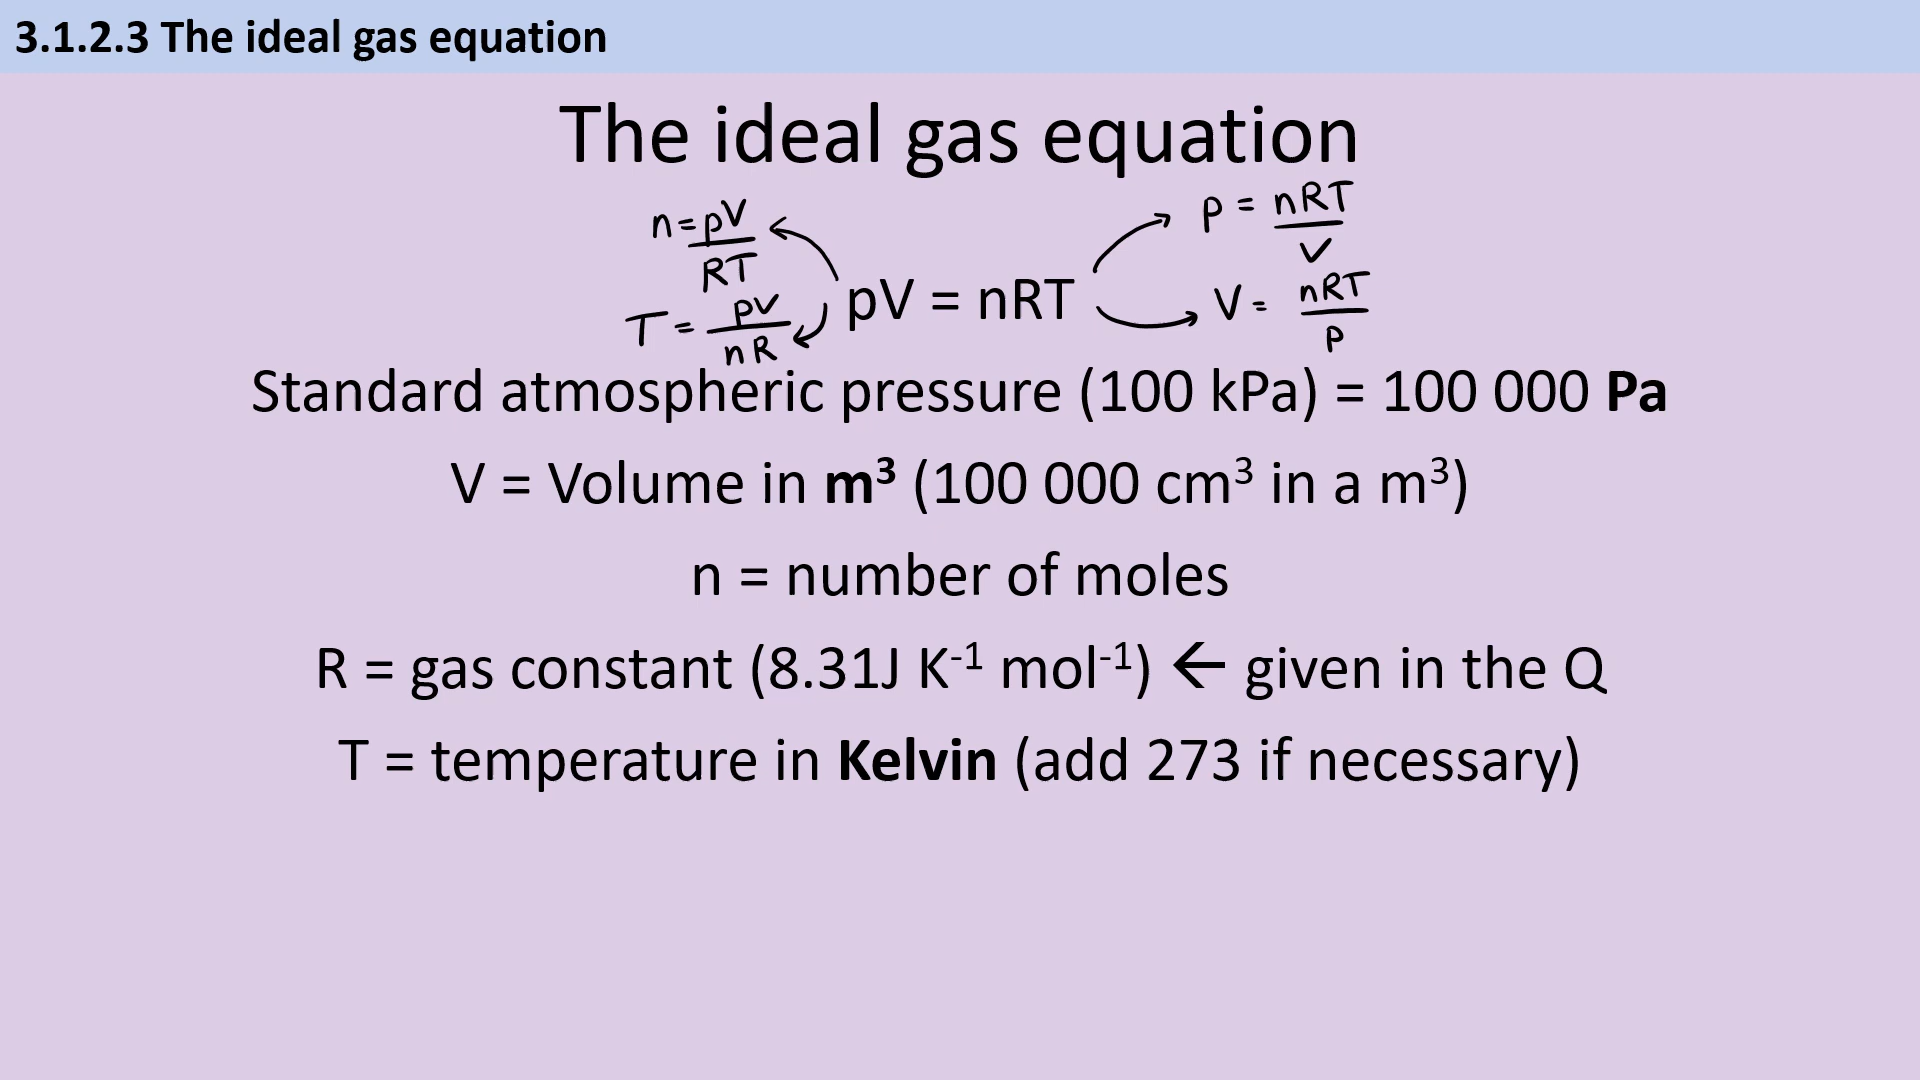 3.1.2.3 The ideal gas equation
The ideal gas equation
n = pV / RT
p = nRT / V
pV = nRT
T = pV / nR
V = nRT / p
Standard atmospheric pressure (100 kPa) = 100 000 Pa
V = Volume in m³ (100 000 cm³ in a m³)
n = number of moles
R = gas constant (8.31J K⁻¹ mol⁻¹) ← given in the Q
T = temperature in Kelvin (add 273 if necessary)